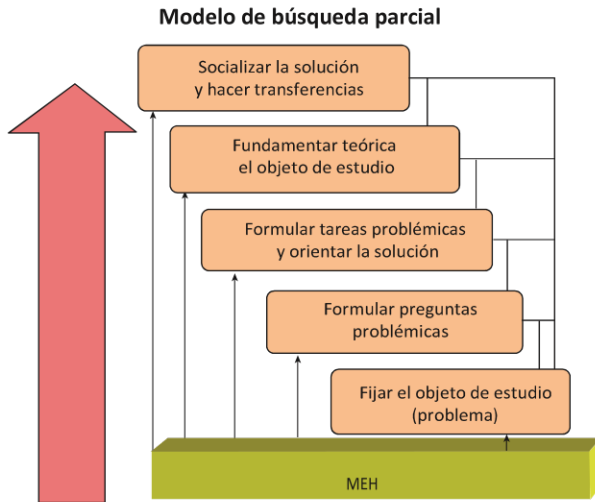 Modelo de búsqueda parcial
Socializar la solución
y hacer transferencias
Fundamentar teórica
el objeto de estudio
Formular tareas problémicas
y orientar la solución
Formular preguntas
problémicas
Fijar el objeto de estudio
(problema)
MEH